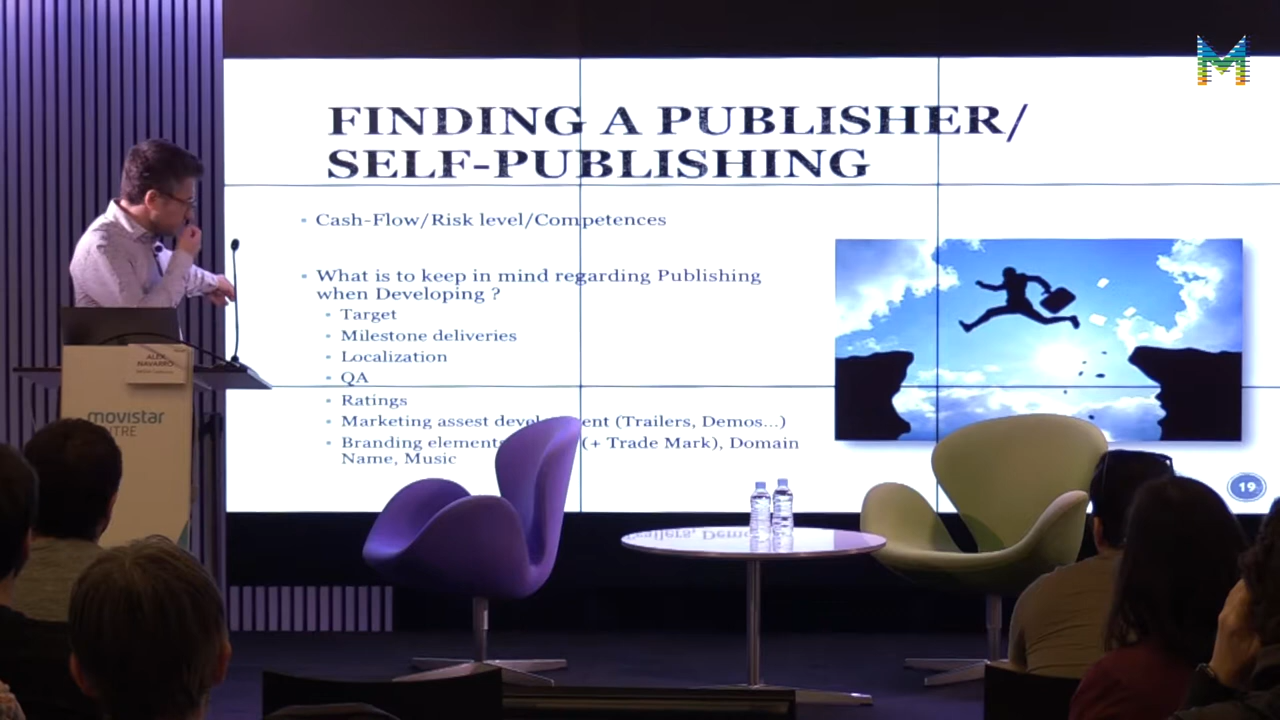 M
FINDING A PUBLISHER/
SELF-PUBLISHING
• Cash-Flow/Risk level/Competences
• What is to keep in mind regarding Publishing
when Developing ?
• Target
• Milestone deliveries
• Localization
• QA
• Ratings
• Marketing assest ent (Trailers, Demos...)
• Branding elements (+ Trade Mark), Domain
Name, Music
19
ALEX
NAVARRO
movistar
NTRE